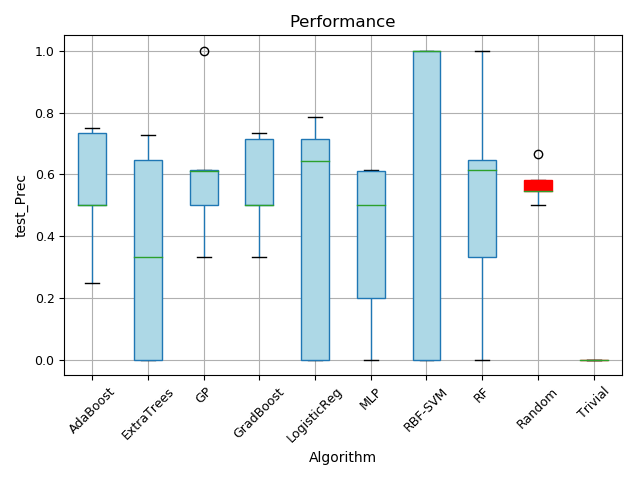 Performance
1.0
0.8
0.6
0.4
0.2
0.0
test_Prec
AdaBoost
ExtraTrees
GP
GradBoost
LogisticReg
MLP
RBF-SVM
RF
Random
Trivial
Algorithm